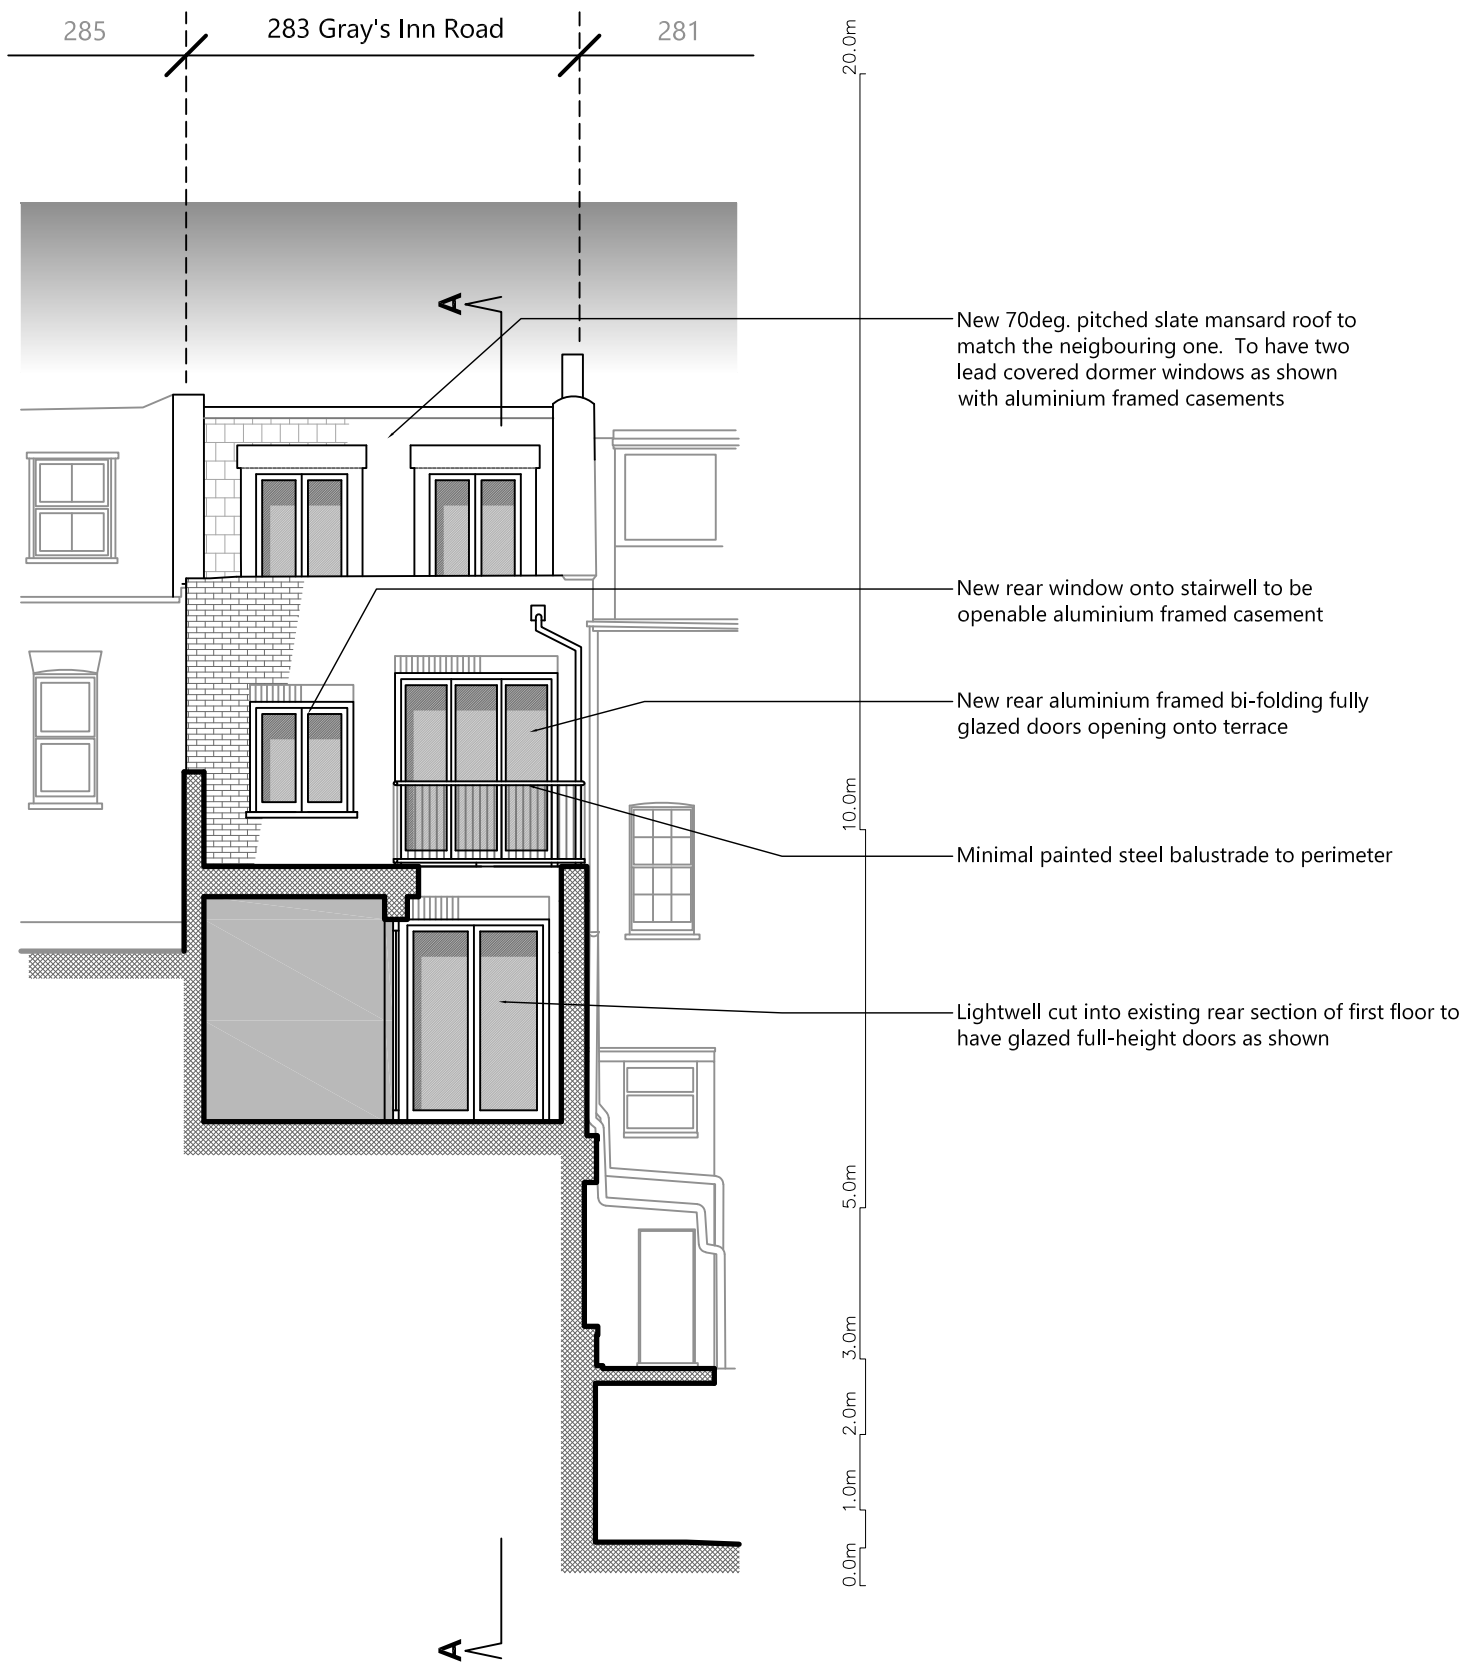 285
283 Gray's Inn Road
281
20.0m
A
New 70deg. pitched slate mansard roof to
match the neigbouring one. To have two
lead covered dormer windows as shown
with aluminium framed casements
New rear window onto stairwell to be
openable aluminium framed casement
New rear aluminium framed bi-folding fully
glazed doors opening onto terrace
10.0m
Minimal painted steel balustrade to perimeter
Lightwell cut into existing rear section of first floor to
have glazed full-height doors as shown
5.0m
3.0m
2.0m
1.0m
0.0m
A